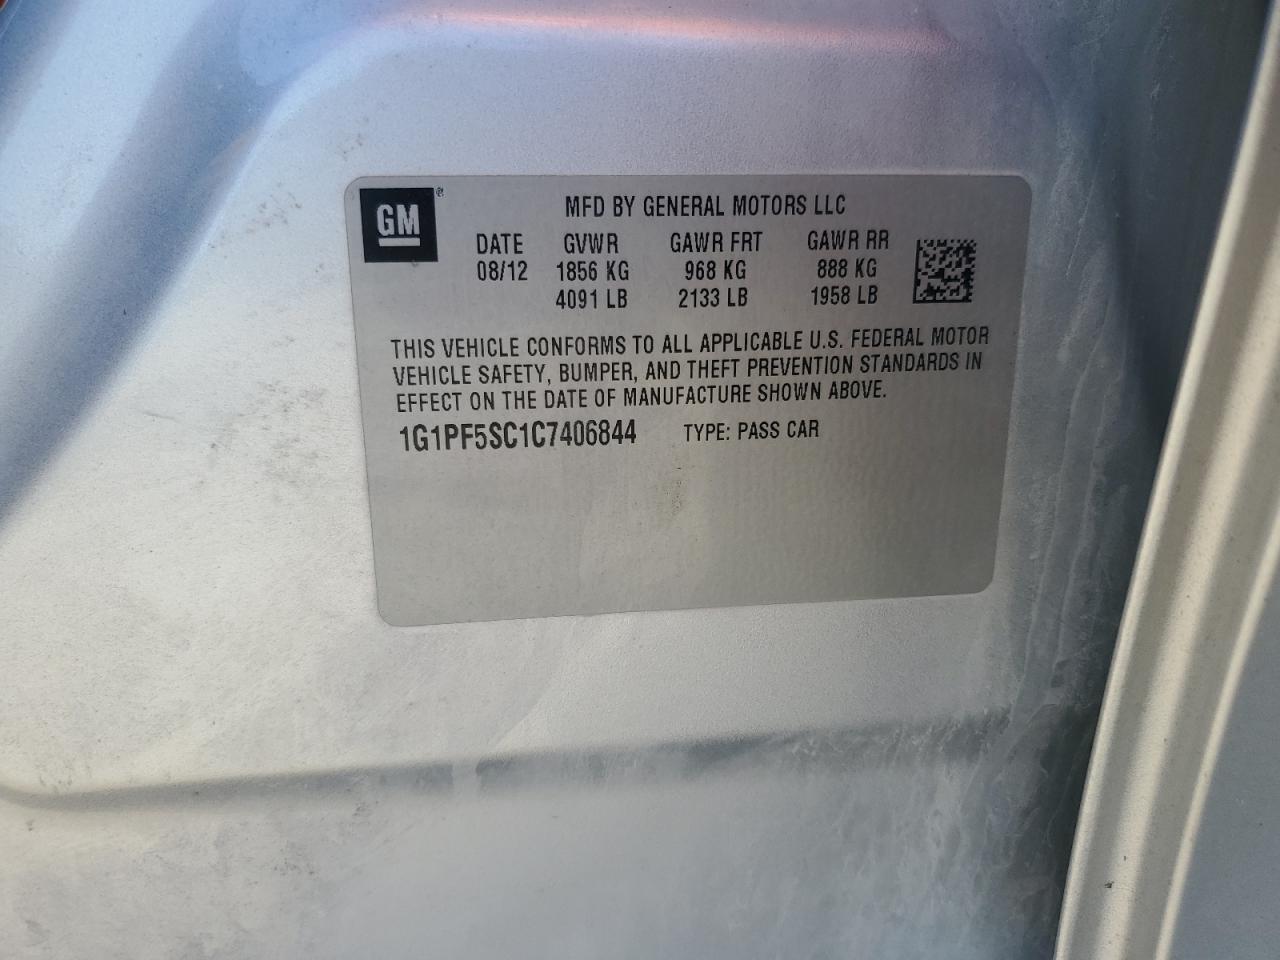 GM®
MFD BY GENERAL MOTORS LLC
DATE GVWR GAWR FRT GAWR RR
08/12 1856 KG 968 KG 888 KG
4091 LB 2133 LB 1958 LB
THIS VEHICLE CONFORMS TO ALL APPLICABLE U.S. FEDERAL MOTOR
VEHICLE SAFETY, BUMPER, AND THEFT PREVENTION STANDARDS IN
EFFECT ON THE DATE OF MANUFACTURE SHOWN ABOVE.
1G1PF5SC1C7406844 TYPE: PASS CAR